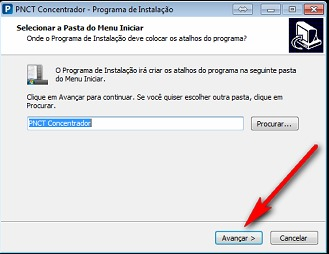 P PNCT Concentrador - Programa de Instalação
Selecionar a Pasta do Menu Iniciar
Onde o Programa de Instalação deve colocar os atalhos do programa?
O Programa de Instalação irá criar os atalhos do programa na seguinte pasta
do Menu Iniciar.
Clique em Avançar para continuar. Se você quiser escolher outra pasta, clique em
Procurar.
PNCT Concentrador
Procurar...
Avançar >
Cancelar